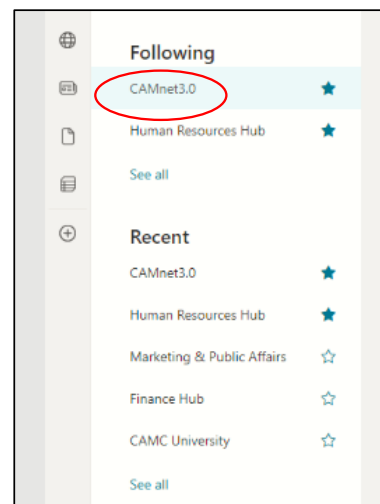 Following
CAMnet3.0
Human Resources Hub
See all
Recent
CAMnet3.0
Human Resources Hub
Marketing & Public Affairs
Finance Hub
CAMC University
See all